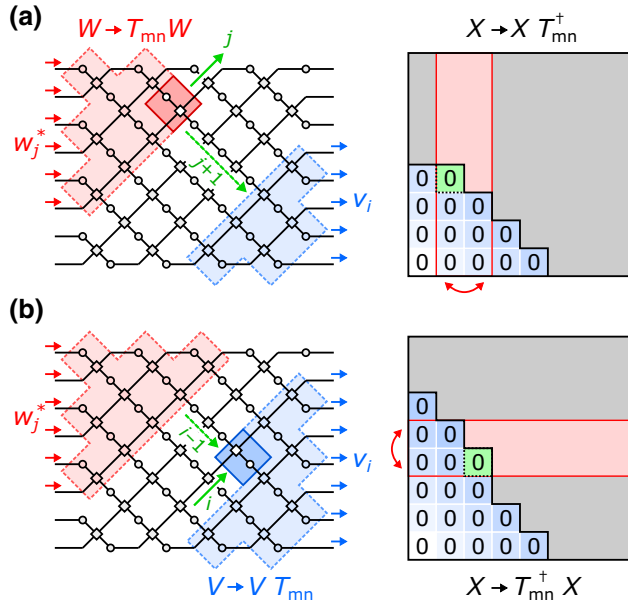 (a)
W → T_mn W
X → X T_mn^†
j
w_j^*
j+1
v_i
0 0
0 0 0
0 0 0 0
0 0 0 0 0
(b)
w_j^*
i−1
i
v_i
0
0 0
0 0 0
0 0 0 0
0 0 0 0
0 0 0 0 0
V → V T_mn
X → T_mn^† X